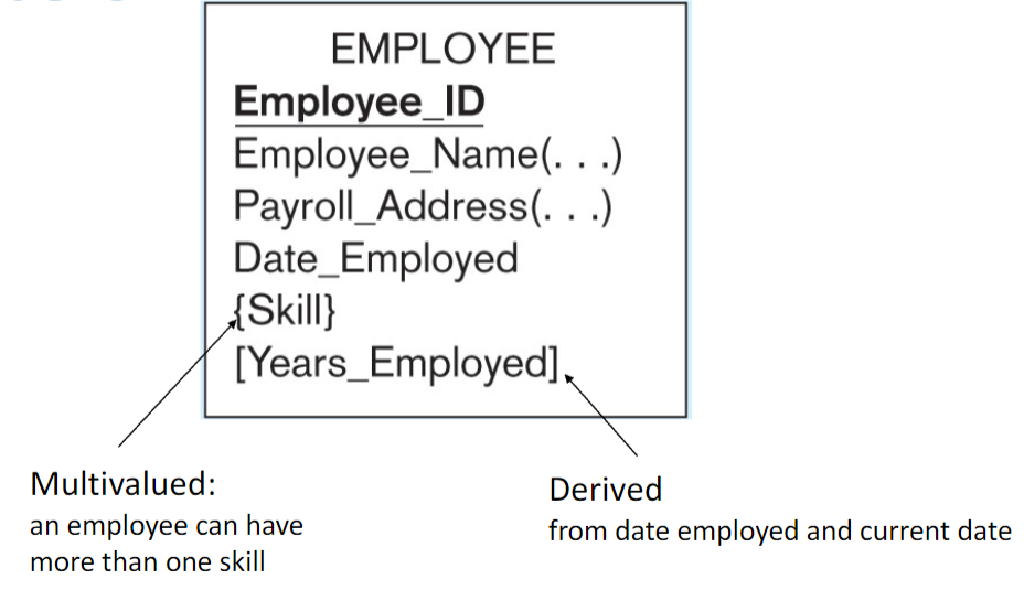 EMPLOYEE
Employee_ID
Employee_Name(. . .)
Payroll_Address(. . .)
Date_Employed
{Skill}
[Years_Employed]
Multivalued:
an employee can have
more than one skill
Derived
from date employed and current date